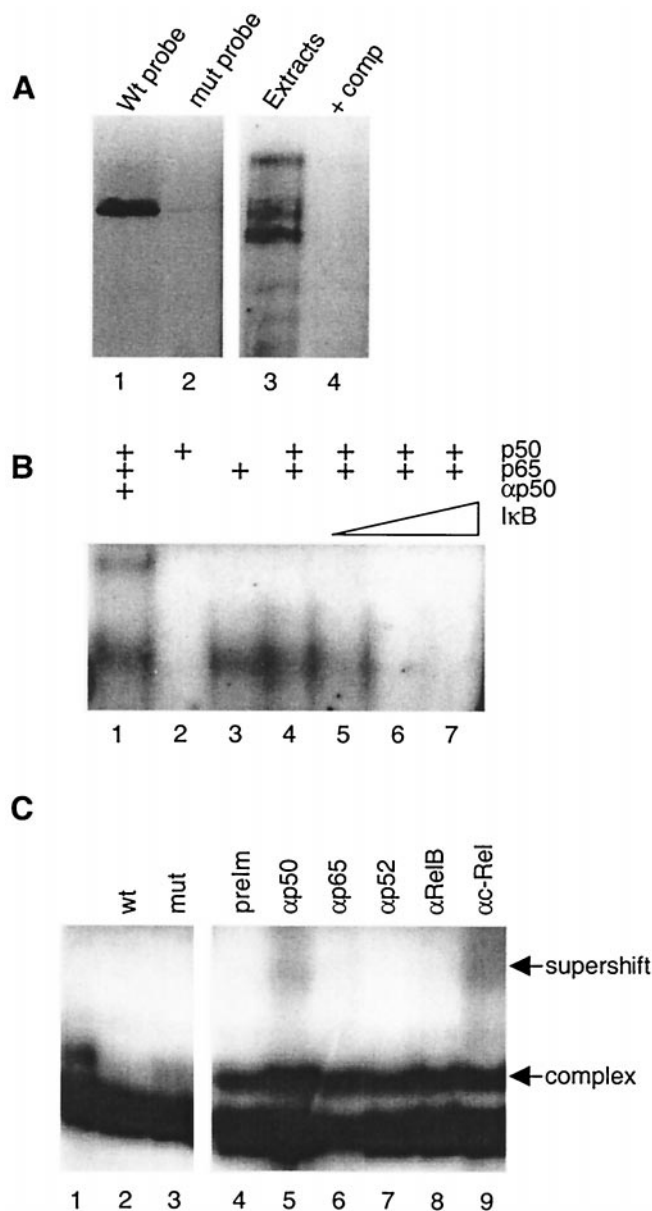 A
Wt probe mut probe Extracts + comp
1 2 3 4
B
+ + + + + + p50
+ + + + + + p65
+ αp50
IκB
1 2 3 4 5 6 7
C
wt mut preIm αp50 αp65 αp52 αRelB αc-Rel
supershift
complex
1 2 3 4 5 6 7 8 9